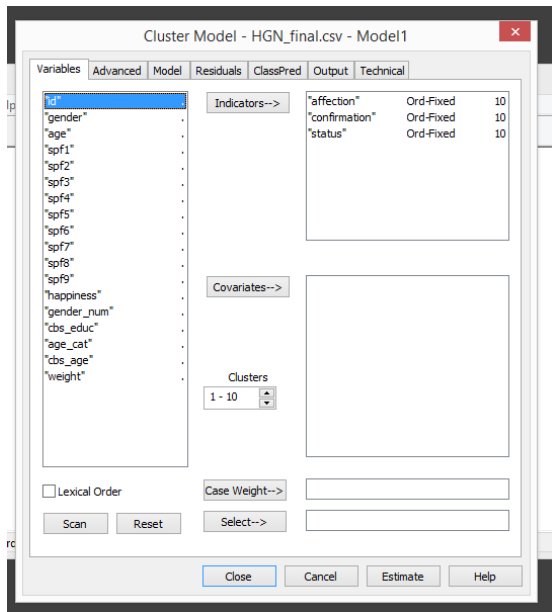 Cluster Model - HGN_final.csv - Model1
×
Variables Advanced Model Residuals ClassPred Output Technical
"id" .
"gender" .
"age" .
"spf1" .
"spf2" .
"spf3" .
"spf4" .
"spf5" .
"spf6" .
"spf7" .
"spf8" .
"spf9" .
"happiness" .
"gender_num" .
"cbs_educ" .
"age_cat" .
"cbs_age" .
"weight" .
Indicators-->
"affection" Ord-Fixed 10
"confirmation" Ord-Fixed 10
"status" Ord-Fixed 10
Covariates-->
Clusters
1 - 10
Lexical Order
Case Weight-->
Scan Reset
Select-->
Close Cancel Estimate Help